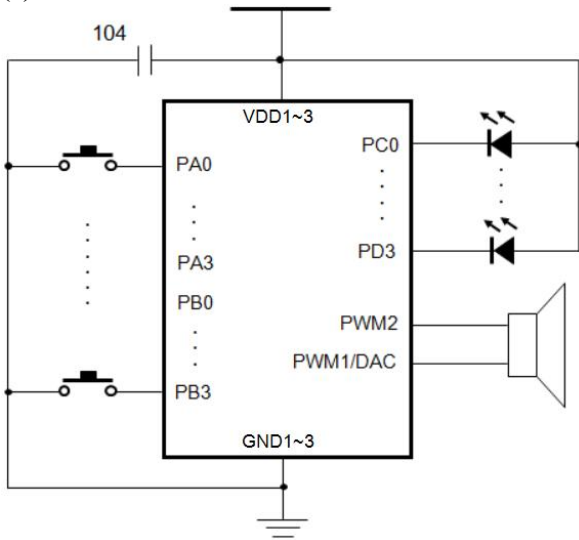 104
VDD1~3
PC0
PA0
PA3
PD3
PB0
PWM2
PWM1/DAC
PB3
GND1~3